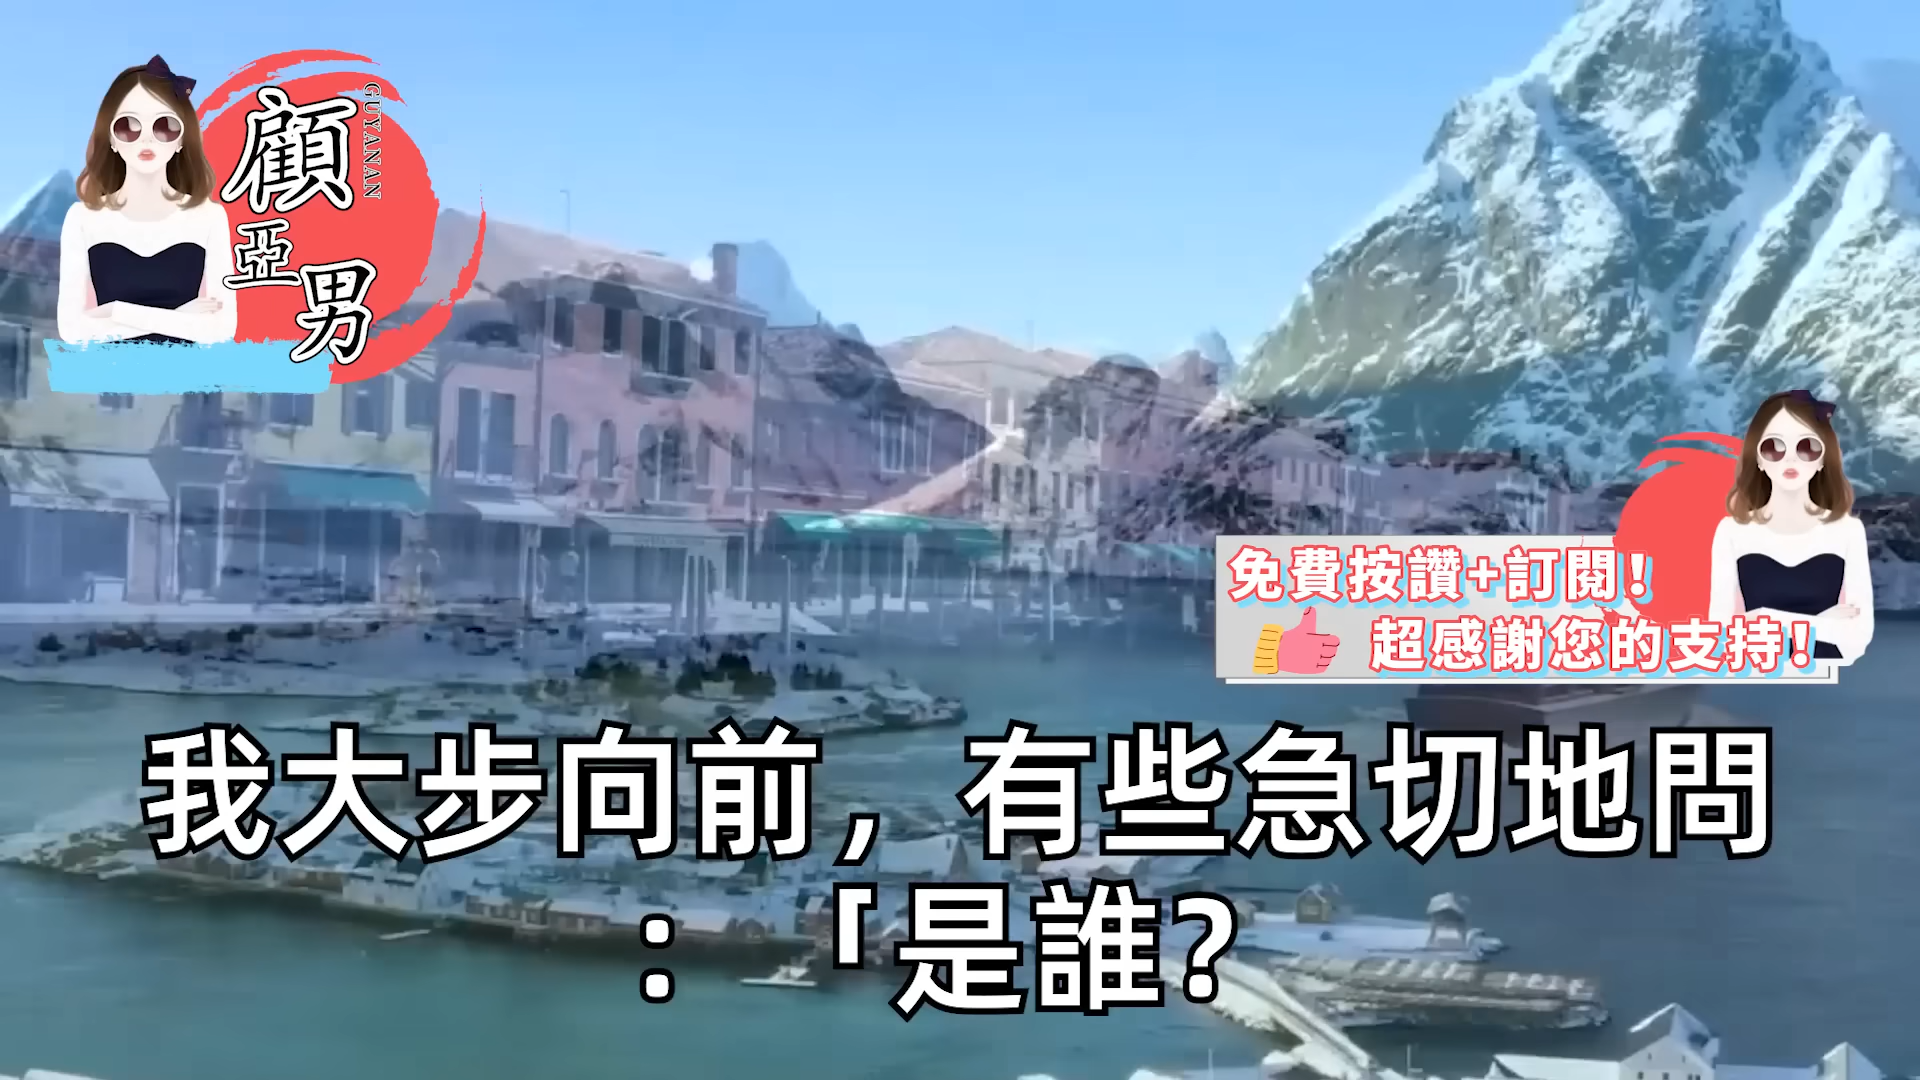 顧亞男
GUYANAN
免費按讚+訂閱!
超感謝您的支持!
我大步向前，有些急切地問
：「是誰?